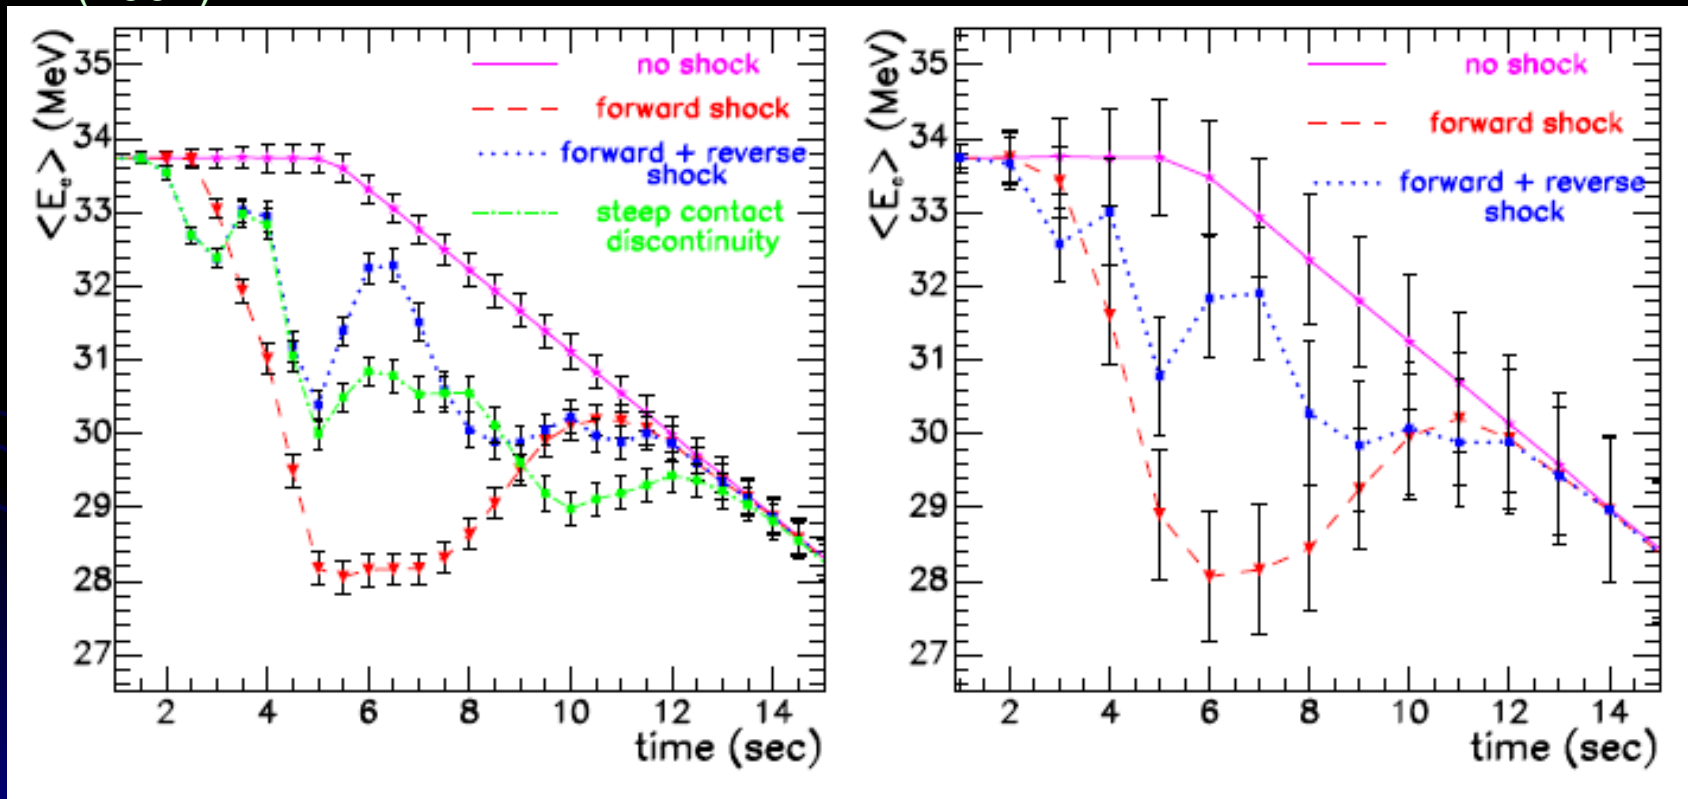 35
34
33
32
31
30
29
28
27
<E_e> (MeV)
no shock
forward shock
forward + reverse
shock
steep contact
discontinuity
2 4 6 8 10 12 14
time (sec)
35
34
33
32
31
30
29
28
27
<E_e> (MeV)
no shock
forward shock
forward + reverse
shock
2 4 6 8 10 12 14
time (sec)